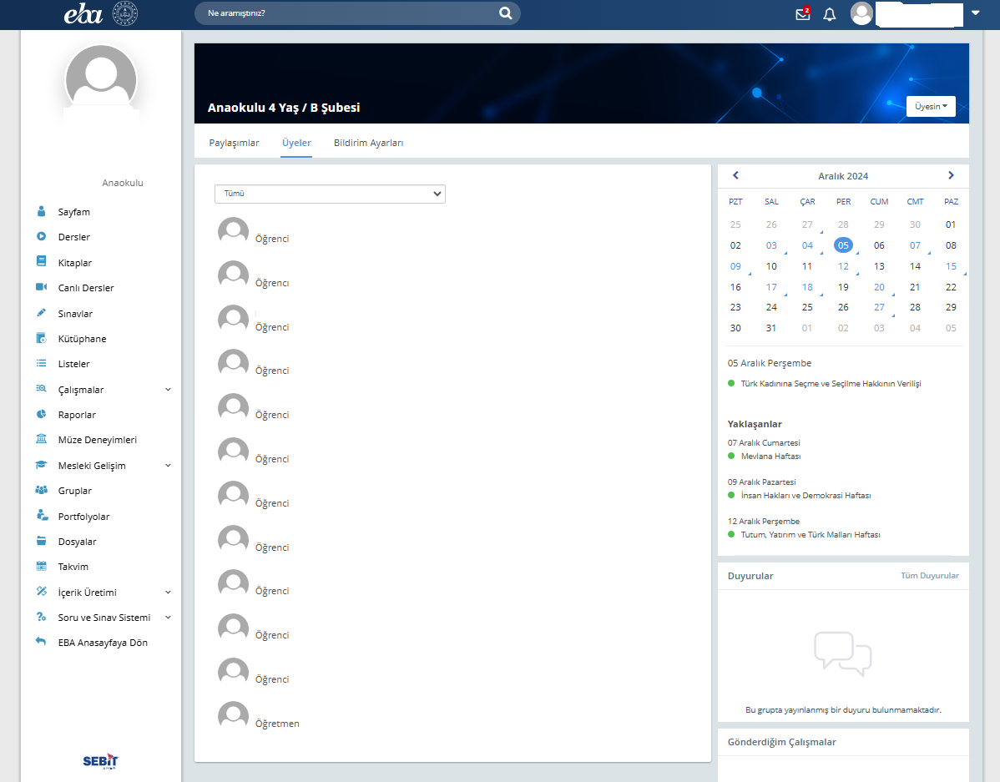 eba
Ne aramıştınız?
2
Anaokulu
Sayfam
Dersler
Kitaplar
Canlı Dersler
Sınavlar
Kütüphane
Listeler
Çalışmalar
Raporlar
Müze Deneyimleri
Mesleki Gelişim
Gruplar
Portfolyolar
Dosyalar
Takvim
İçerik Üretimi
Soru ve Sınav Sistemi
EBA Anasayfaya Dön
SEBİT
Anaokulu 4 Yaş / B Şubesi
Üyesin
Paylaşımlar Üyeler Bildirim Ayarları
Tümü
Öğrenci
Öğrencı
Öğrenci
Öğrenci
Öğrenci
Öğrenci
Öğrenci
Öğrenci
Öğrenci
Öğrenci
Öğrenci
Öğretmen
Aralık 2024
PZT SAL ÇAR PER CUM CMT PAZ
25 26 27 28 29 30 01
02 03 04 05 06 07 08
09 10 11 12 13 14 15
16 17 18 19 20 21 22
23 24 25 26 27 28 29
30 31 01 02 03 04 05
05 Aralık Perşembe
Türk Kadınına Seçme ve Seçilme Hakkının Verilişi
Yaklaşanlar
07 Aralık Cumartesi
Mevlana Haftası
09 Aralık Pazartesi
İnsan Hakları ve Demokrasi Haftası
12 Aralık Perşembe
Tutum, Yatırım ve Türk Malları Haftası
Duyurular Tüm Duyurular
Bu grupta yayınlanmış bir duyuru bulunmamaktadır.
Gönderdiğim Çalışmalar